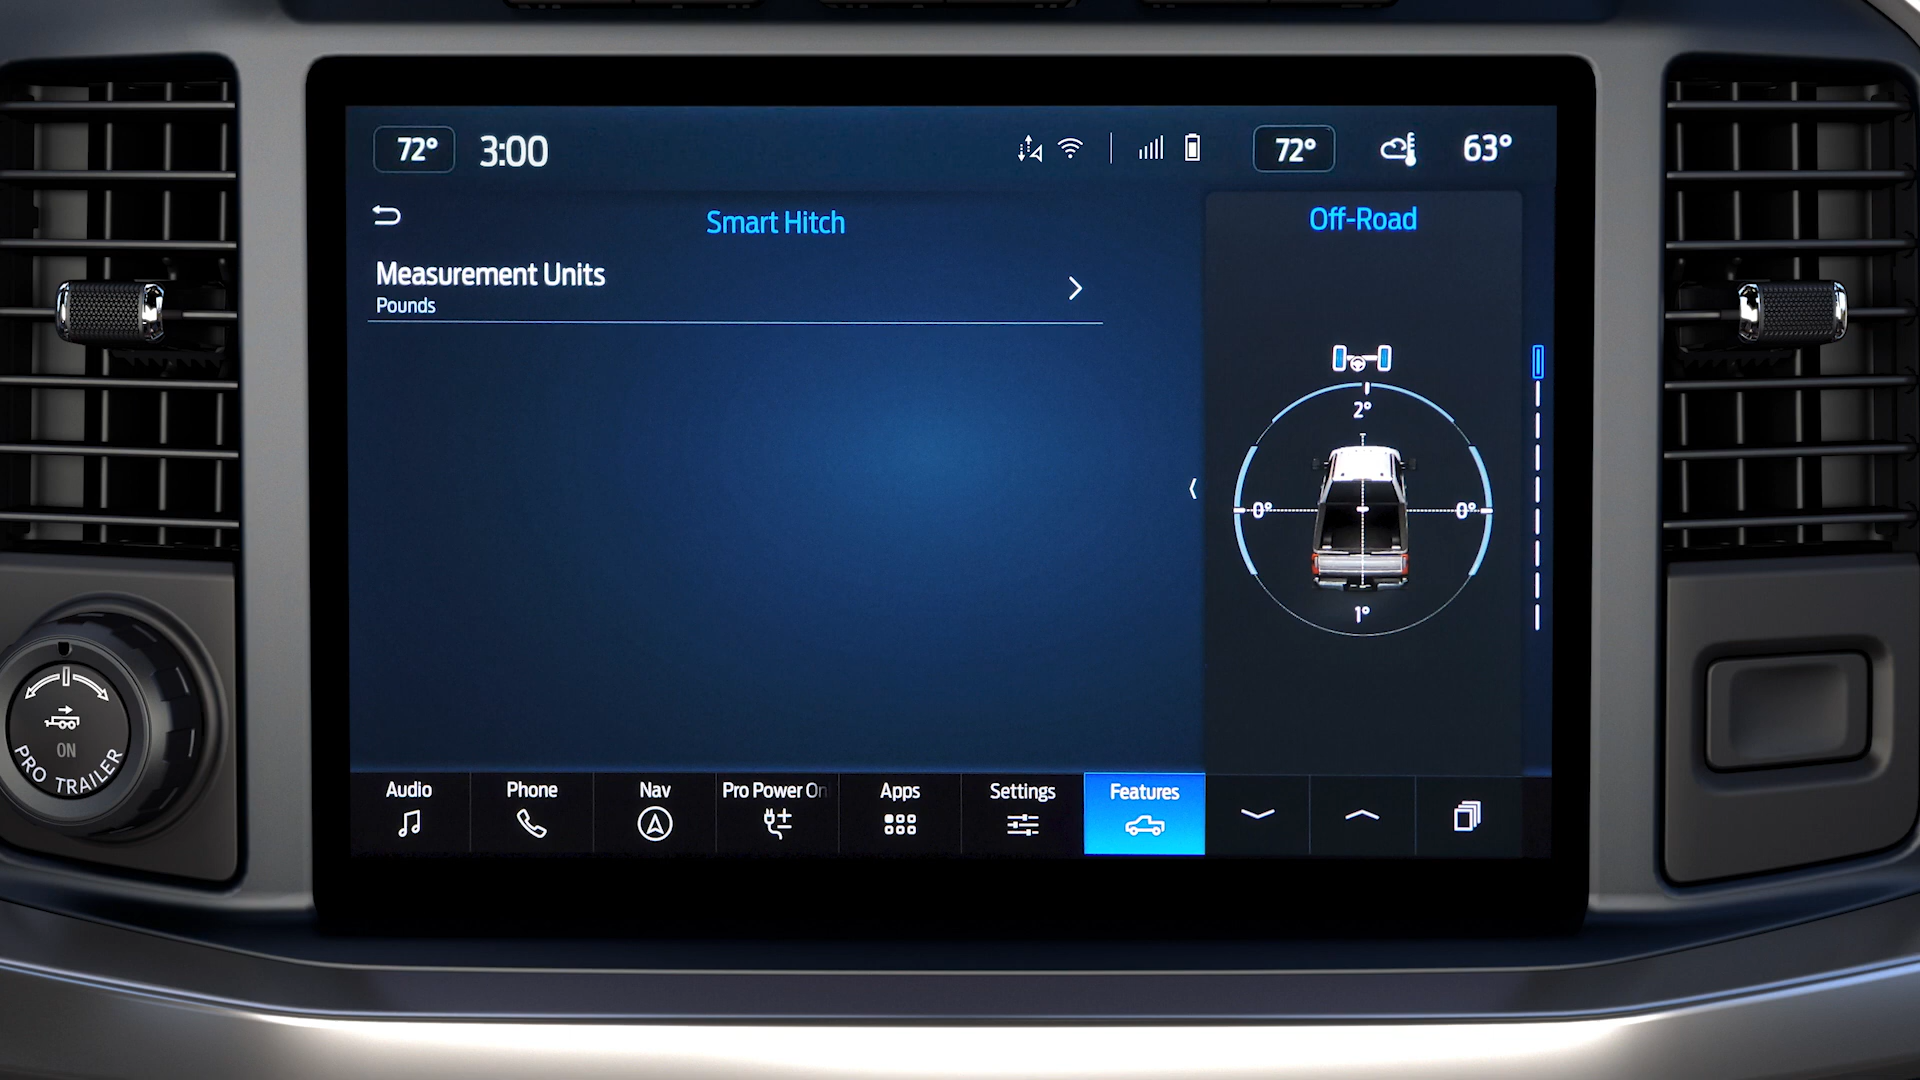 72° 3:00 72° 63°
Smart Hitch
Off-Road
Measurement Units
Pounds
2°
0° 0°
1°
ON
PRO TRAILER
Audio Phone Nav Pro Power On Apps Settings Features